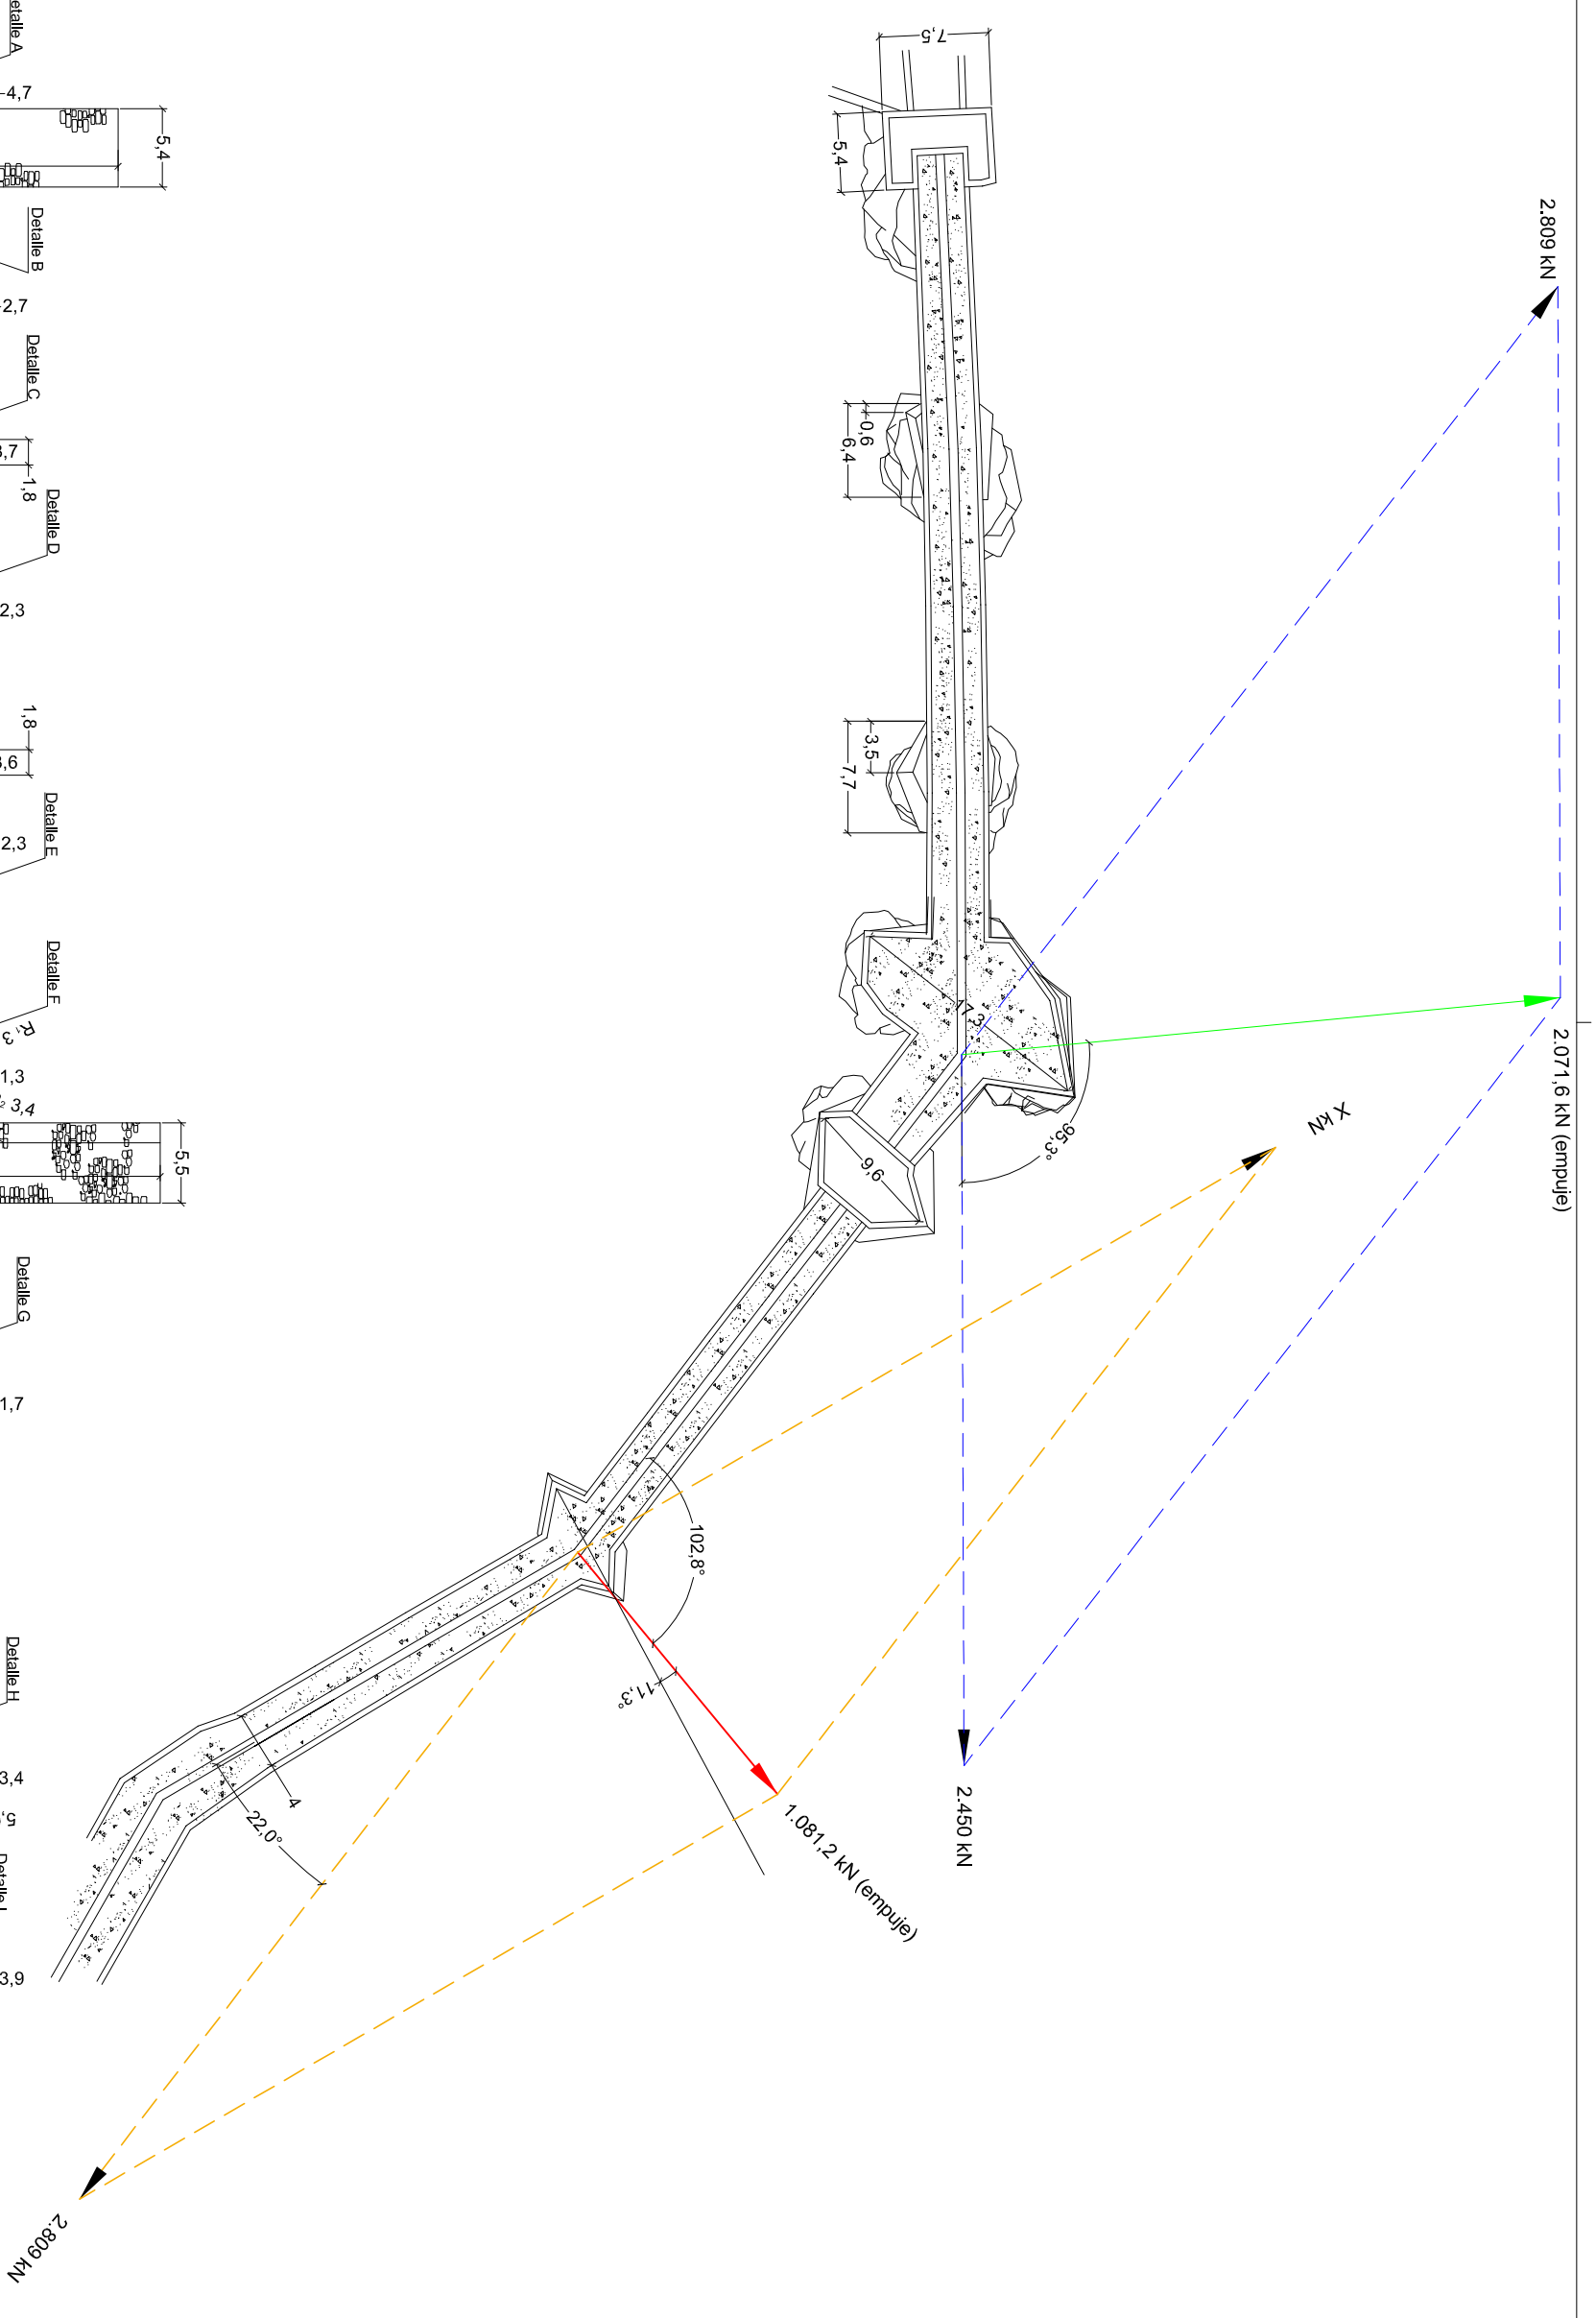 Detalle A
4,7
5,4
Detalle B
2,7
Detalle C
1,8
Detalle D
2,3
1,8
Detalle E
2,3
Detalle F
1,3
3,4
5,5
Detalle G
1,7
Detalle H
3,4
3,9
7,5
5,4
0,6
6,4
3,5
7,7
17,3
9,6
95,3°
102,8°
11,3°
4
22,0°
2.809 kN
2.071,6 kN (empuje)
X kN
2.450 kN
1.081,2 kN (empuje)
2.809 kN